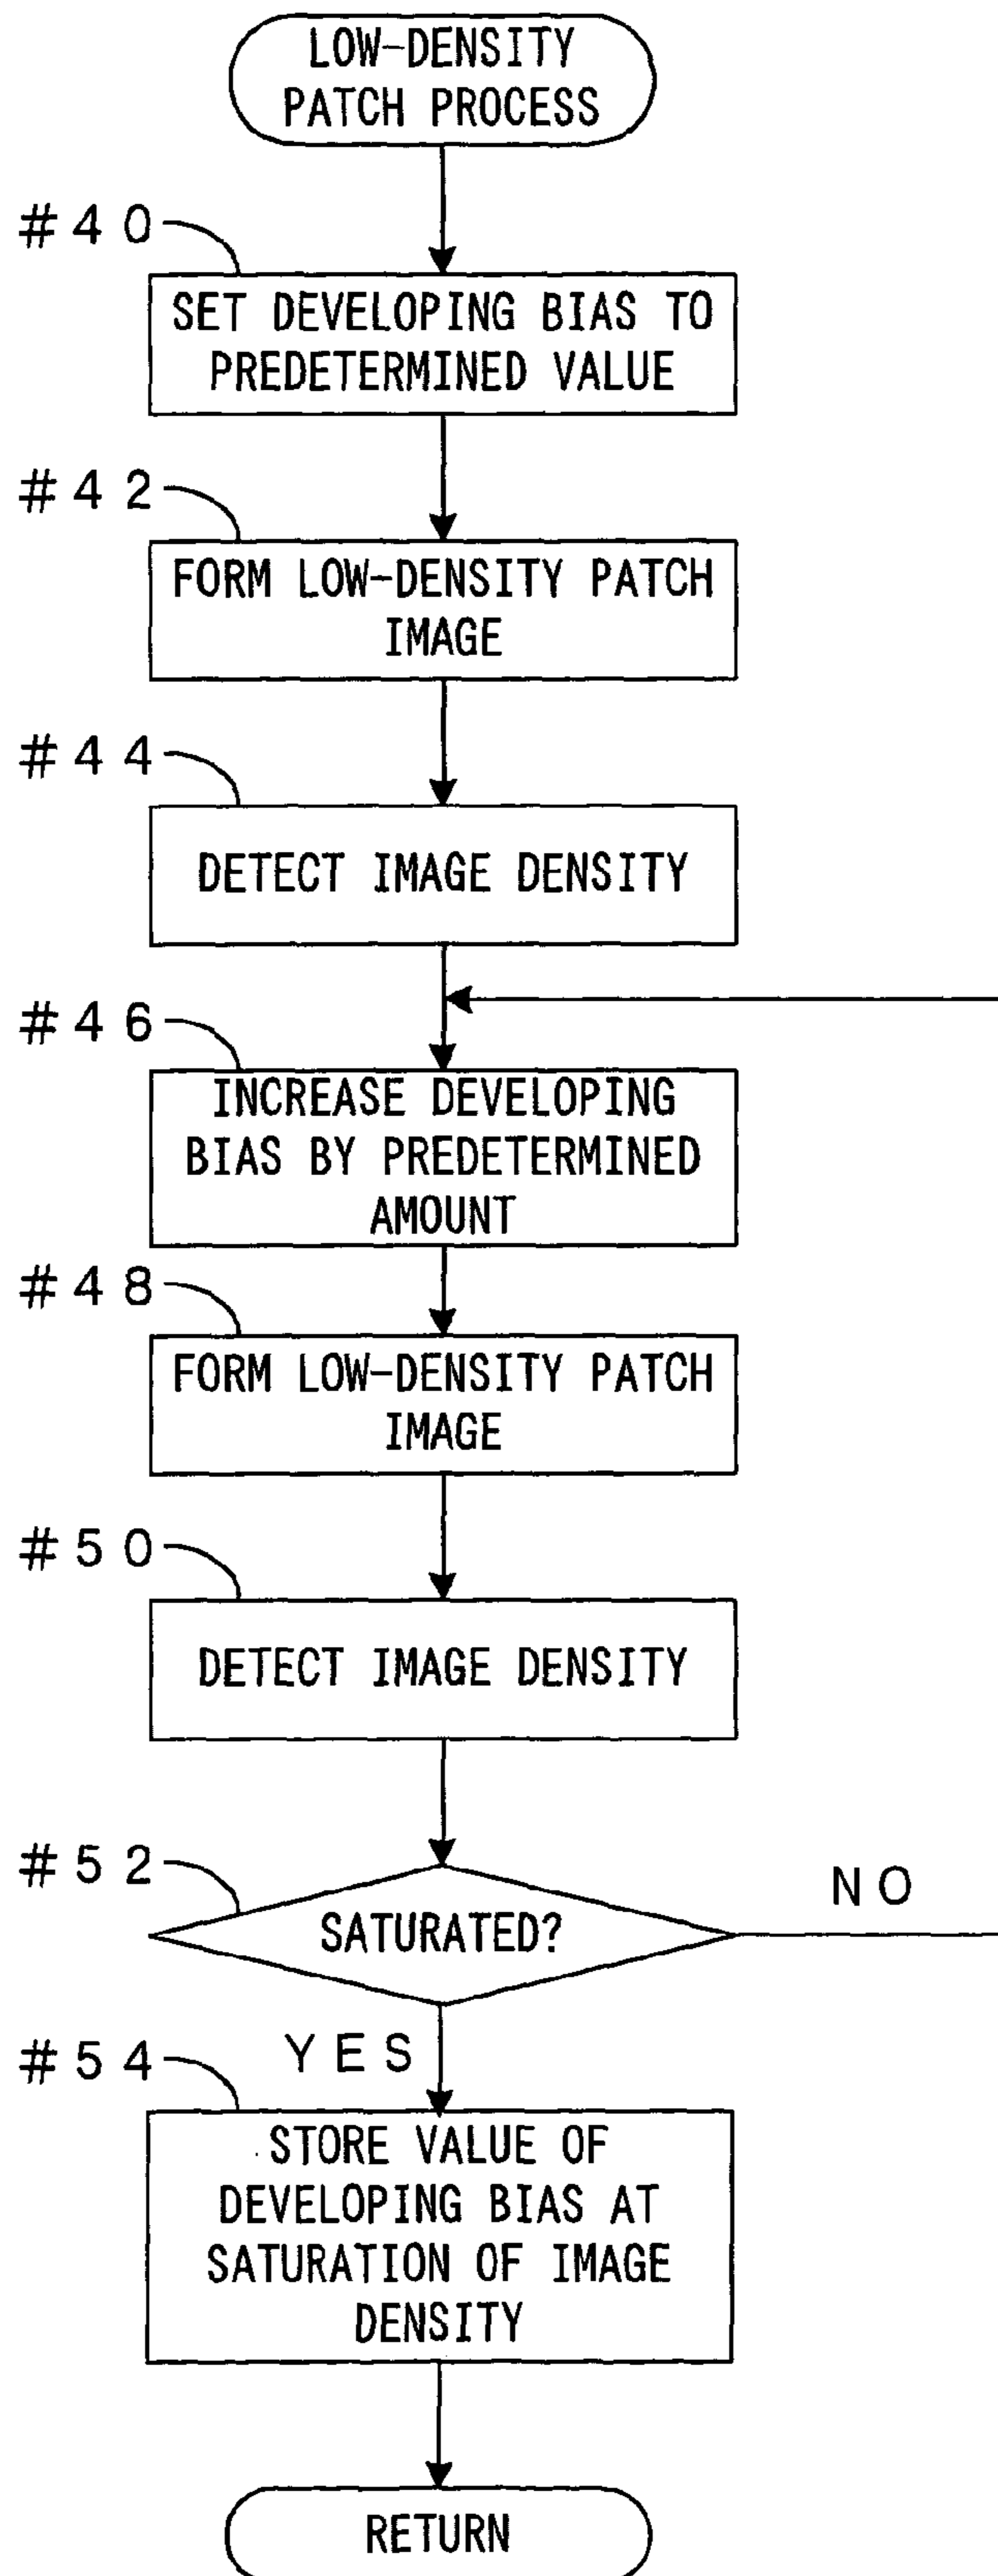 LOW-DENSITY
PATCH PROCESS
#40
SET DEVELOPING BIAS TO
PREDETERMINED VALUE
#42
FORM LOW-DENSITY PATCH
IMAGE
#44
DETECT IMAGE DENSITY
#46
INCREASE DEVELOPING
BIAS BY PREDETERMINED
AMOUNT
#48
FORM LOW-DENSITY PATCH
IMAGE
#50
DETECT IMAGE DENSITY
#52
SATURATED?
NO
YES
#54
STORE VALUE OF
DEVELOPING BIAS AT
SATURATION OF IMAGE
DENSITY
RETURN